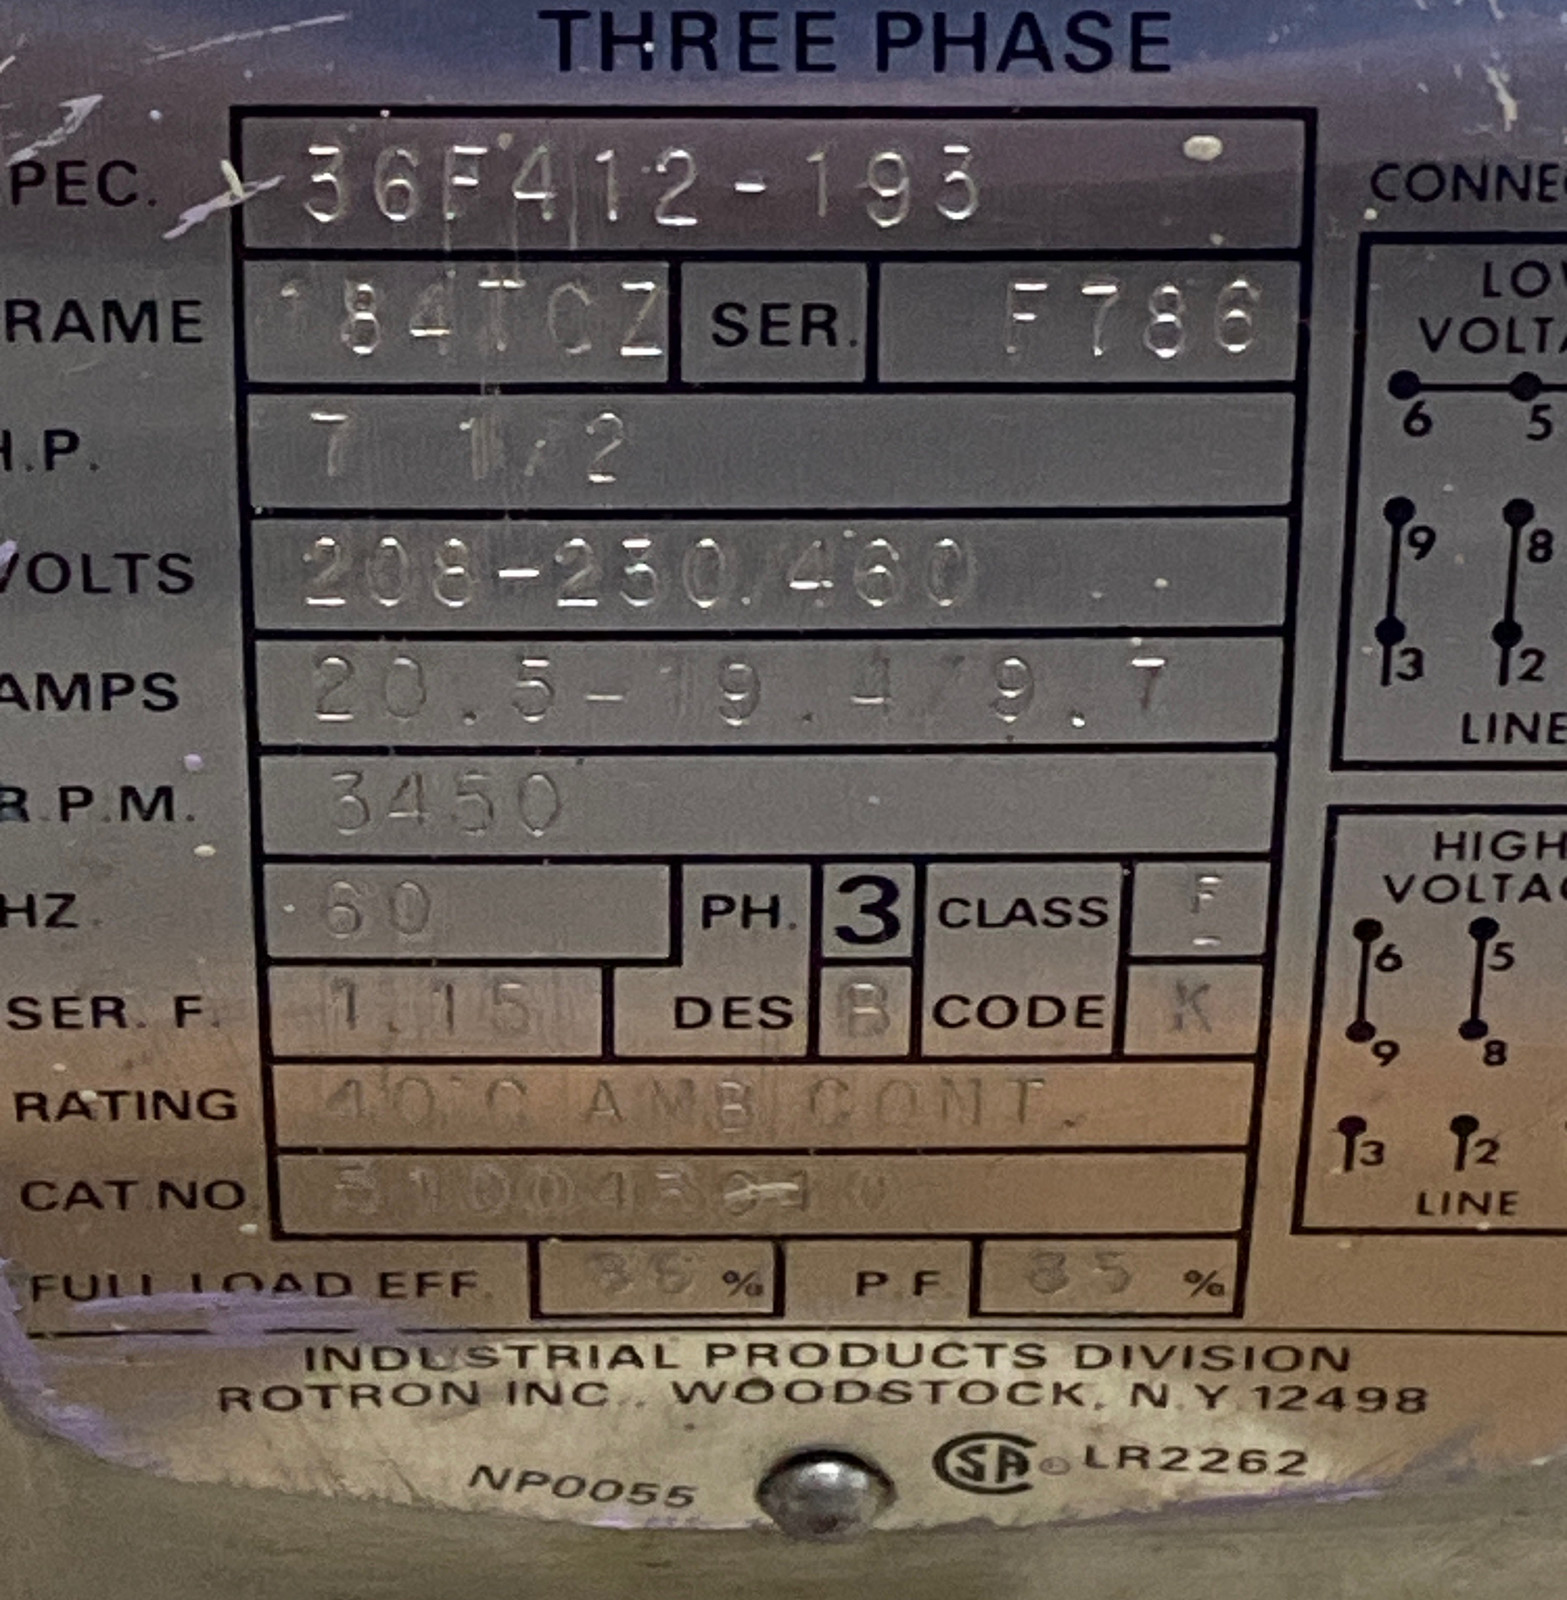 THREE PHASE
PEC. 36F412-193
RAME 184TCZ SER. F786
H.P. 7 1/2
VOLTS 208-230/460
AMPS 20.5-19.4/9.7
R.P.M. 3450
HZ. 60 PH. 3 CLASS F
SER. F. 1.15 DES B CODE K
RATING 40°C AMB CONT.
CAT.NO.
FULL LOAD EFF. % P.F. 85 %
INDUSTRIAL PRODUCTS DIVISION
ROTRON INC., WOODSTOCK, N.Y. 12498
NP0055 SA ® LR2262
CONNE
LOW
VOLTA
6 5
9 8
3 2
LINE
HIGH
VOLTAG
6 5
9 8
3 2
LINE